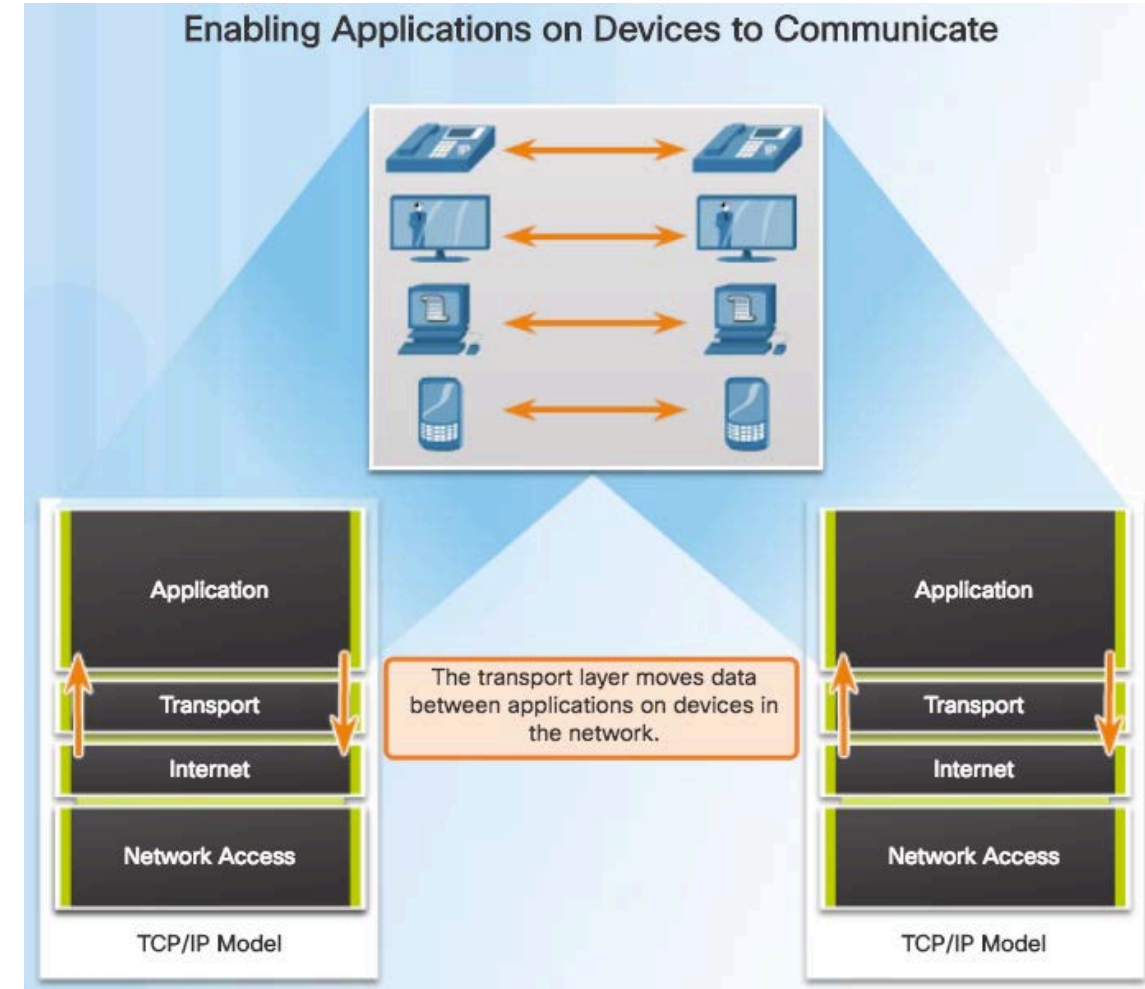 Enabling Applications on Devices to Communicate
Application
Transport
Internet
Network Access
TCP/IP Model
The transport layer moves data
between applications on devices in
the network.
Application
Transport
Internet
Network Access
TCP/IP Model